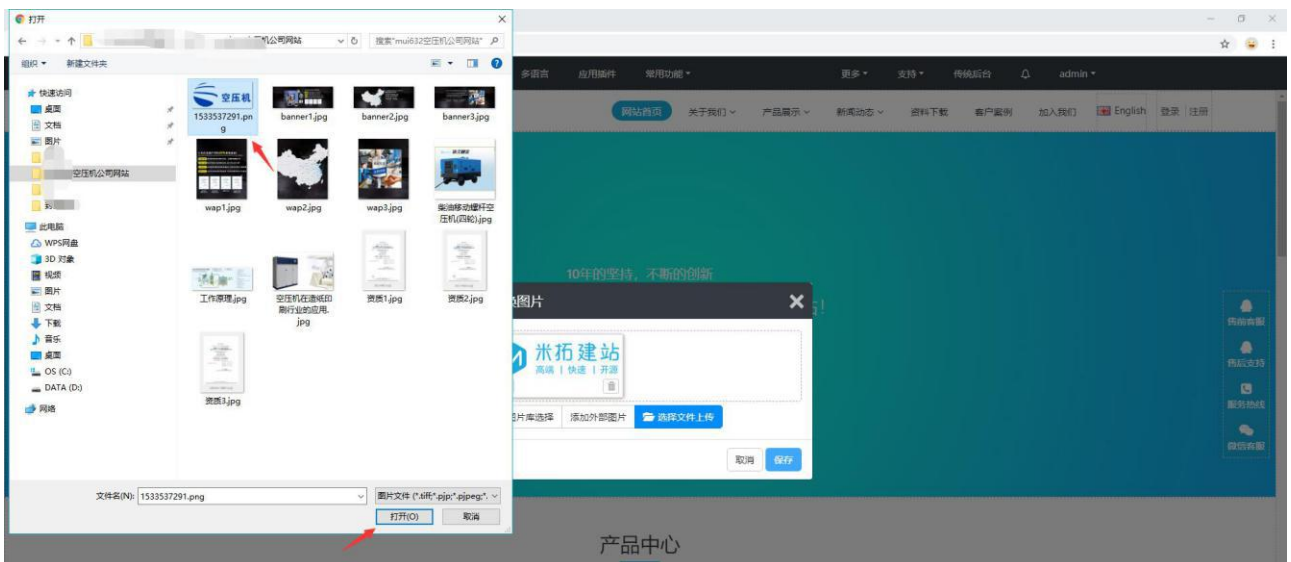 打开
机公司网站
搜索"mui632空压机公司网站"
组织
新建文件夹
快速访问
桌面
文档
图片
空压机公司网站
此电脑
WPS网盘
3D 对象
视频
图片
文档
下载
音乐
桌面
OS (C:)
DATA (D:)
网络
空压机
1533537291.pn
g
banner1.jpg
banner2.jpg
banner3.jpg
wap1.jpg
wap2.jpg
wap3.jpg
柴油移动螺杆空
压机(四轮).jpg
工作原理.jpg
空压机在造纸印
刷行业的应用.
jpg
资质1.jpg
资质2.jpg
资质3.jpg
文件名(N):
1533537291.png
图片文件 (*.tiff;*.pjp;*.pjpeg;*.
打开(O)
取消
多语言
应用插件
常用功能
更多
支持
传统后台
admin
网站首页
关于我们
产品展示
新闻动态
资料下载
客户案例
加入我们
English
登录
注册
10年的坚持，不断的创新
图片
米拓建站
高端 | 快速 | 开源
片库选择
添加外部图片
选择文件上传
取消
保存
售前客服
售后支持
服务热线
微信客服
产品中心